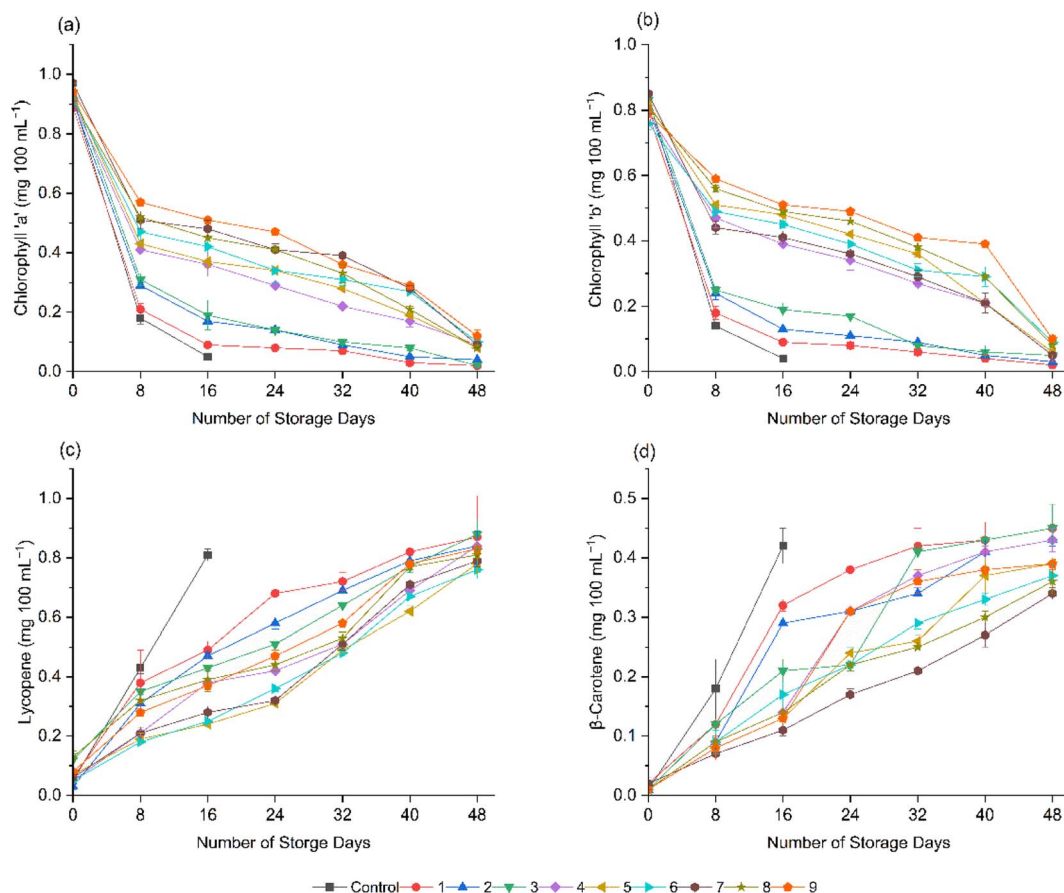 (a)
Chlorophyll 'a' (mg 100 mL⁻¹)
1.0
0.8
0.6
0.4
0.2
0.0
0 8 16 24 32 40 48
Number of Storage Days
(b)
Chlorophyll 'b' (mg 100 mL⁻¹)
1.0
0.8
0.6
0.4
0.2
0.0
0 8 16 24 32 40 48
Number of Storage Days
(c)
Lycopene (mg 100 mL⁻¹)
1.0
0.8
0.6
0.4
0.2
0.0
0 8 16 24 32 40 48
Number of Storge Days
(d)
β-Carotene (mg 100 mL⁻¹)
0.5
0.4
0.3
0.2
0.1
0.0
0 8 16 24 32 40 48
Number of Storage Days
Control 1 2 3 4 5 6 7 8 9